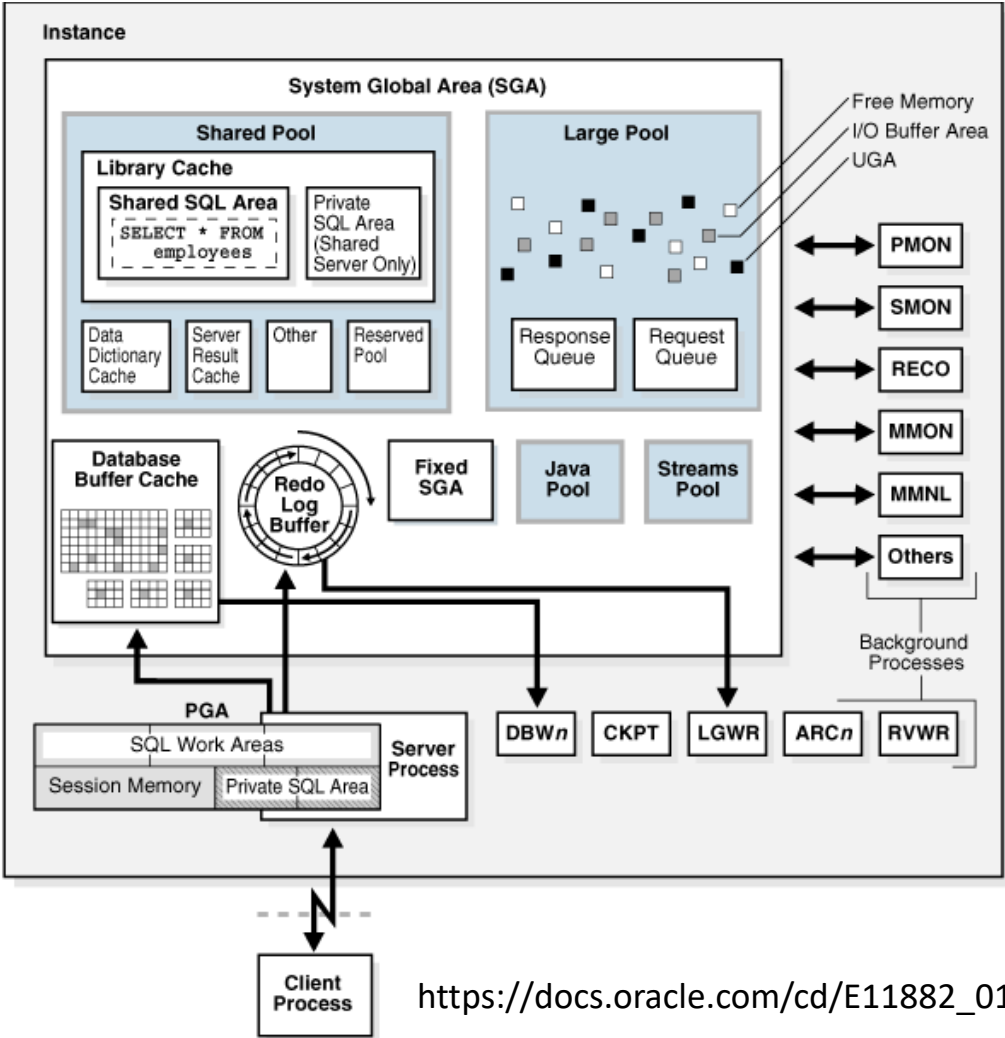 Instance
System Global Area (SGA)
Shared Pool
Library Cache
Shared SQL Area
SELECT * FROM
employees
Private
SQL Area
(Shared
Server Only)
Data
Dictionary
Cache
Server
Result
Cache
Other
Reserved
Pool
Large Pool
Response
Queue
Request
Queue
Free Memory
I/O Buffer Area
UGA
Database
Buffer Cache
Redo
Log
Buffer
Fixed
SGA
Java
Pool
Streams
Pool
PMON
SMON
RECO
MMON
MMNL
Others
Background
Processes
PGA
SQL Work Areas
Session Memory
Private SQL Area
Server
Process
DBWn
CKPT
LGWR
ARCn
RVWR
Client
Process
https://docs.oracle.com/cd/E11882_01